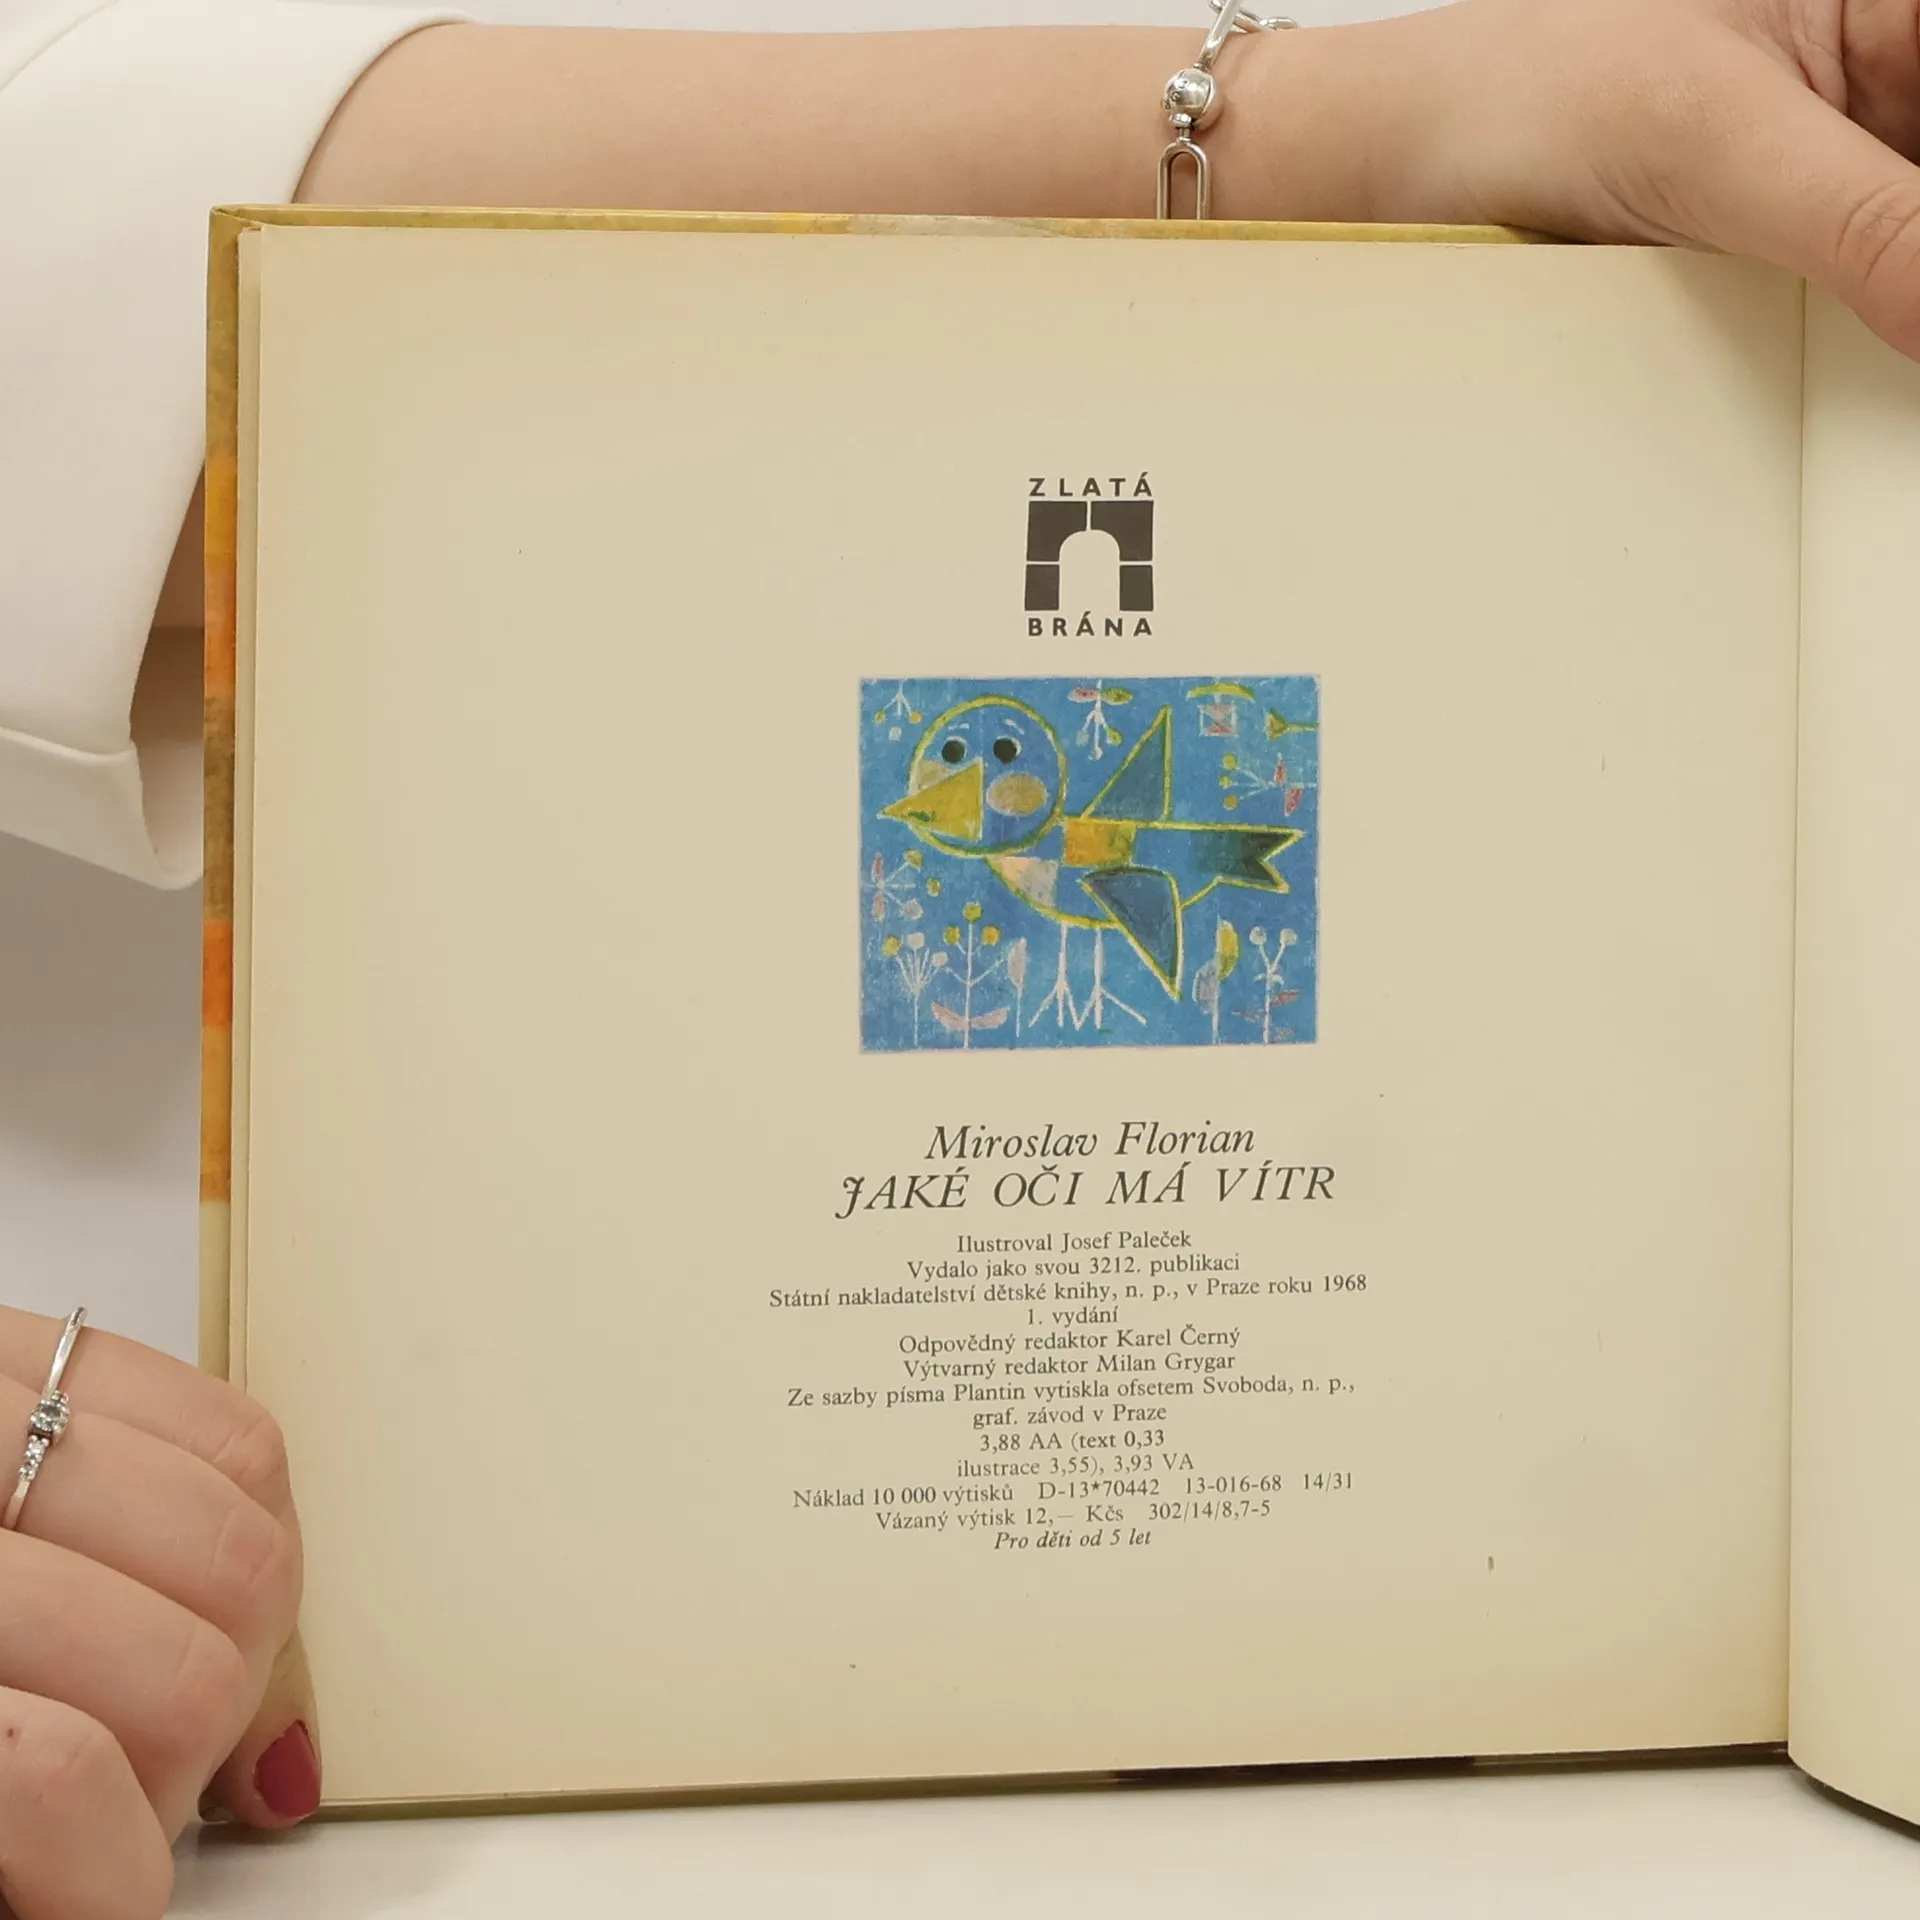 ZLATÁ
BRÁNA
Miroslav Florian
JAKÉ OČI MÁ VÍTR
Ilustroval Josef Paleček
Vydalo jako svou 3212. publikaci
Státní nakladatelství dětské knihy, n. p., v Praze roku 1968
1. vydání
Odpovědný redaktor Karel Černý
Výtvarný redaktor Milan Grygar
Ze sazby písma Plantin vytiskla ofsetem Svoboda, n. p.,
graf. závod v Praze
3,88 AA (text 0,33
ilustrace 3,55), 3,93 VA
Náklad 10 000 výtisků D-13*70442 13-016-68 14/31
Vázaný výtisk 12,— Kčs 302/14/8,7-5
Pro děti od 5 let